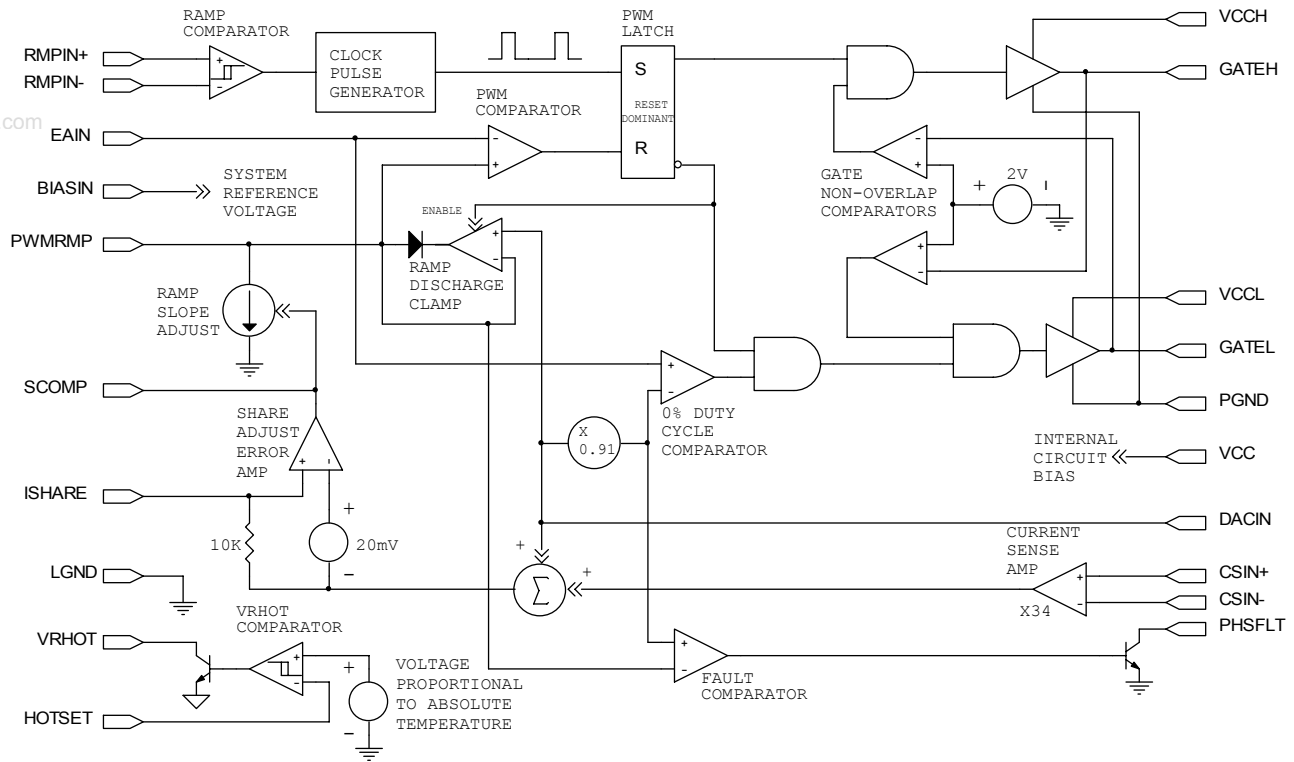 RAMP
COMPARATOR
PWM
LATCH
VCCH
RMPIN+
RMPIN-
+
-
CLOCK
PULSE
GENERATOR
S
RESET
DOMINANT
R
GATEH
com
PWM
COMPARATOR
EAIN
-
+
-
+
BIASIN
SYSTEM
REFERENCE
VOLTAGE
GATE
NON-OVERLAP
COMPARATORS
+
2V
-
ENABLE
PWMRMP
+
-
RAMP
DISCHARGE
CLAMP
+
-
RAMP
SLOPE
ADJUST
VCCL
GATEL
SCOMP
+
-
0% DUTY
CYCLE
COMPARATOR
PGND
SHARE
ADJUST
ERROR
AMP
+
-
X
0.91
INTERNAL
CIRCUIT
BIAS
VCC
ISHARE
+
DACIN
10K
20mV
-
+
+
Σ
CURRENT
SENSE
AMP
X34
+
-
CSIN+
CSIN-
LGND
PHSFLT
VRHOT
VRHOT
COMPARATOR
+
-
+
-
VOLTAGE
PROPORTIONAL
TO ABSOLUTE
TEMPERATURE
+
-
FAULT
COMPARATOR
HOTSET